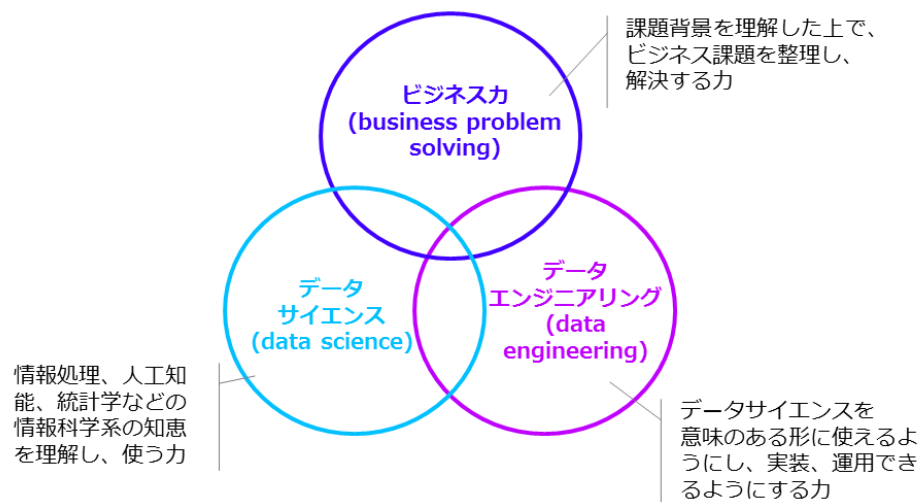 課題背景を理解した上で、
ビジネス課題を整理し、
解決する力
ビジネス力
(business problem
solving)
データ
サイエンス
(data science)
データ
エンジニアリング
(data
engineering)
情報処理、人工知
能、統計学などの
情報科学系の知恵
を理解し、使う力
データサイエンスを
意味のある形に使えるよ
うにし、実装、運用でき
るようにする力